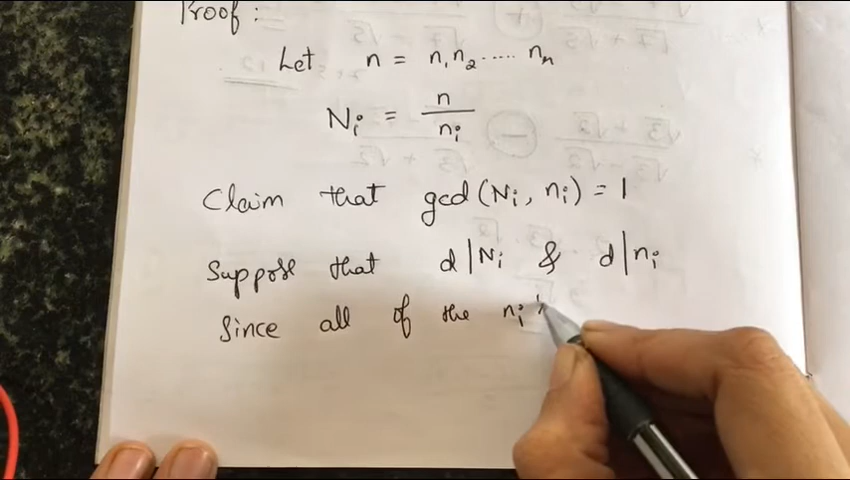 Proof:
Let n = n₁n₂..... nₙ
Nᵢ = n / nᵢ
Claim that gcd(Nᵢ, nᵢ) = 1
Suppose that d|Nᵢ & d|nᵢ
Since all of the nᵢ'